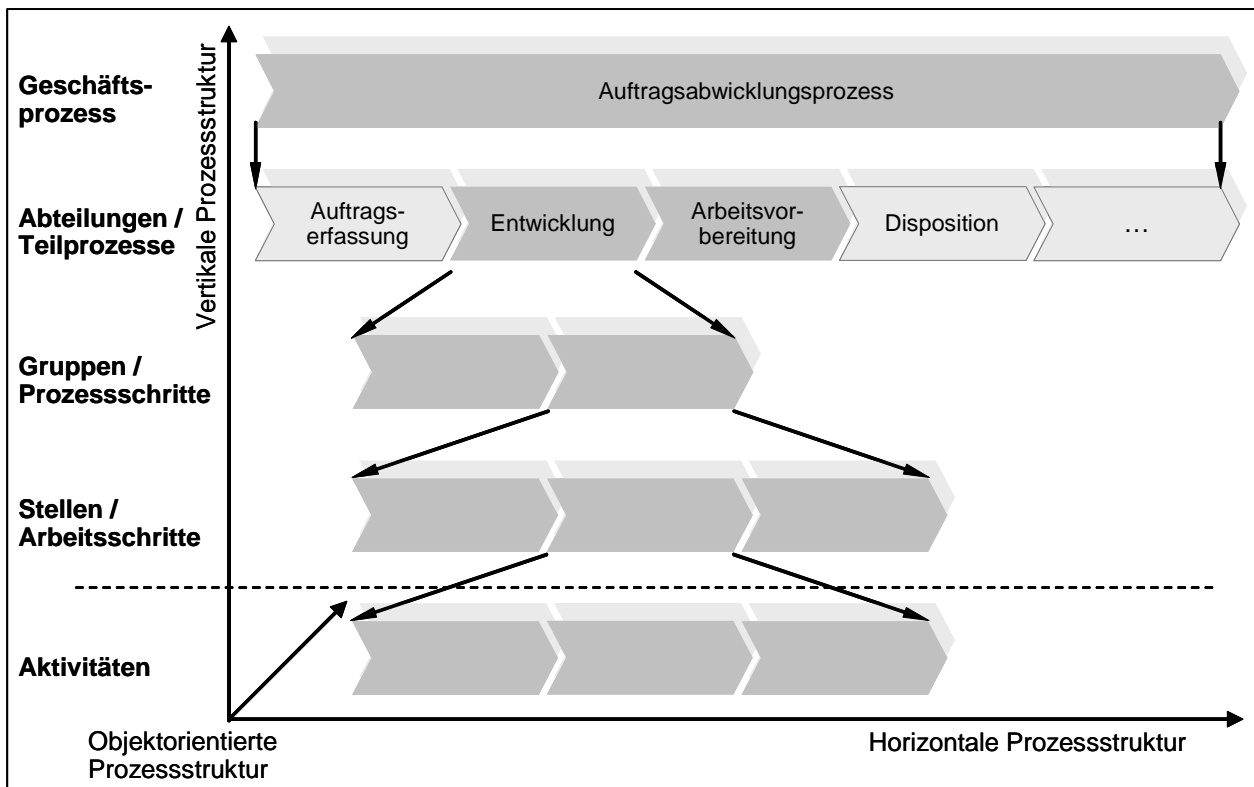 Vertikale Prozessstruktur
Geschäfts-
prozess
Auftragsabwicklungsprozess
Abteilungen /
Teilprozesse
Auftrags-
erfassung
Entwicklung
Arbeitsvor-
bereitung
Disposition
…
Gruppen /
Prozessschritte
Stellen /
Arbeitsschritte
Aktivitäten
Objektorientierte
Prozessstruktur
Horizontale Prozessstruktur